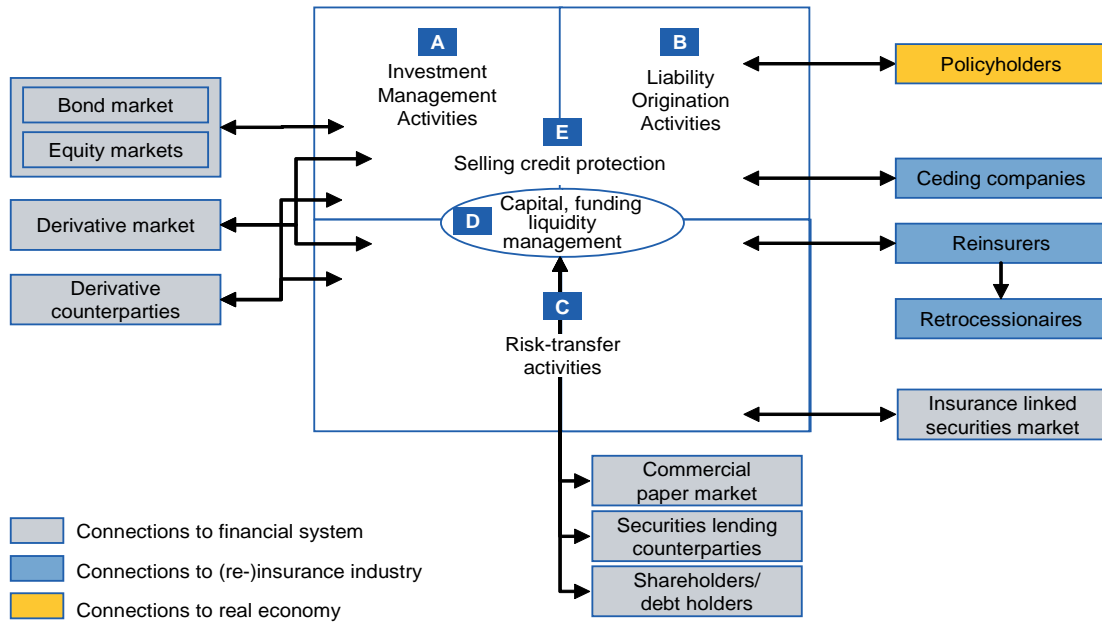 A
Investment
Management
Activities
B
Liability
Origination
Activities
E
Selling credit protection
D
Capital, funding
liquidity
management
C
Risk-transfer
activities
Bond market
Equity markets
Derivative market
Derivative
counterparties
Policyholders
Ceding companies
Reinsurers
Retrocessionaires
Insurance linked
securities market
Commercial
paper market
Securities lending
counterparties
Shareholders/
debt holders
Connections to financial system
Connections to (re-)insurance industry
Connections to real economy